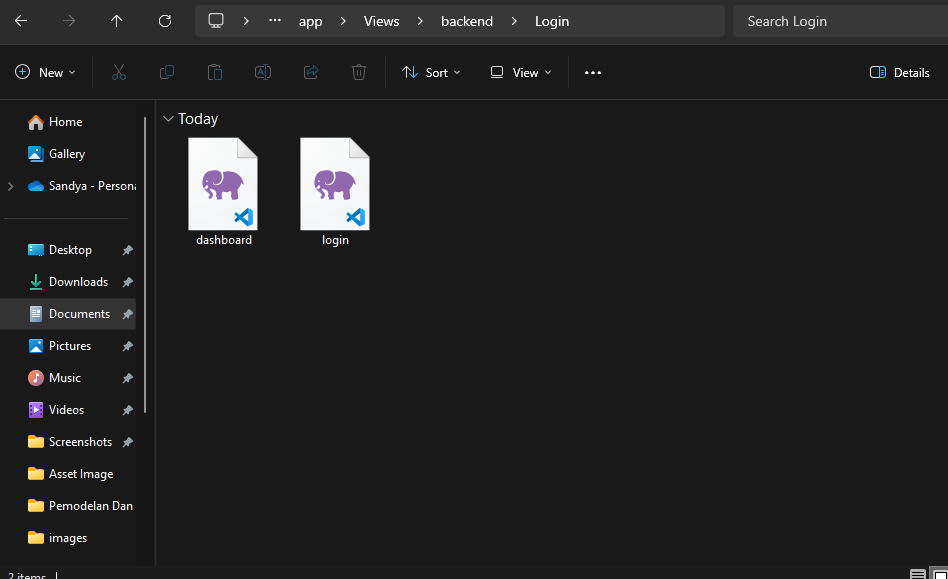 app Views backend Login
Search Login
New
Sort
View
Details
Home
Gallery
Sandya - Persona
Desktop
Downloads
Documents
Pictures
Music
Videos
Screenshots
Asset Image
Pemodelan Dan
images
Today
dashboard
login
2 items